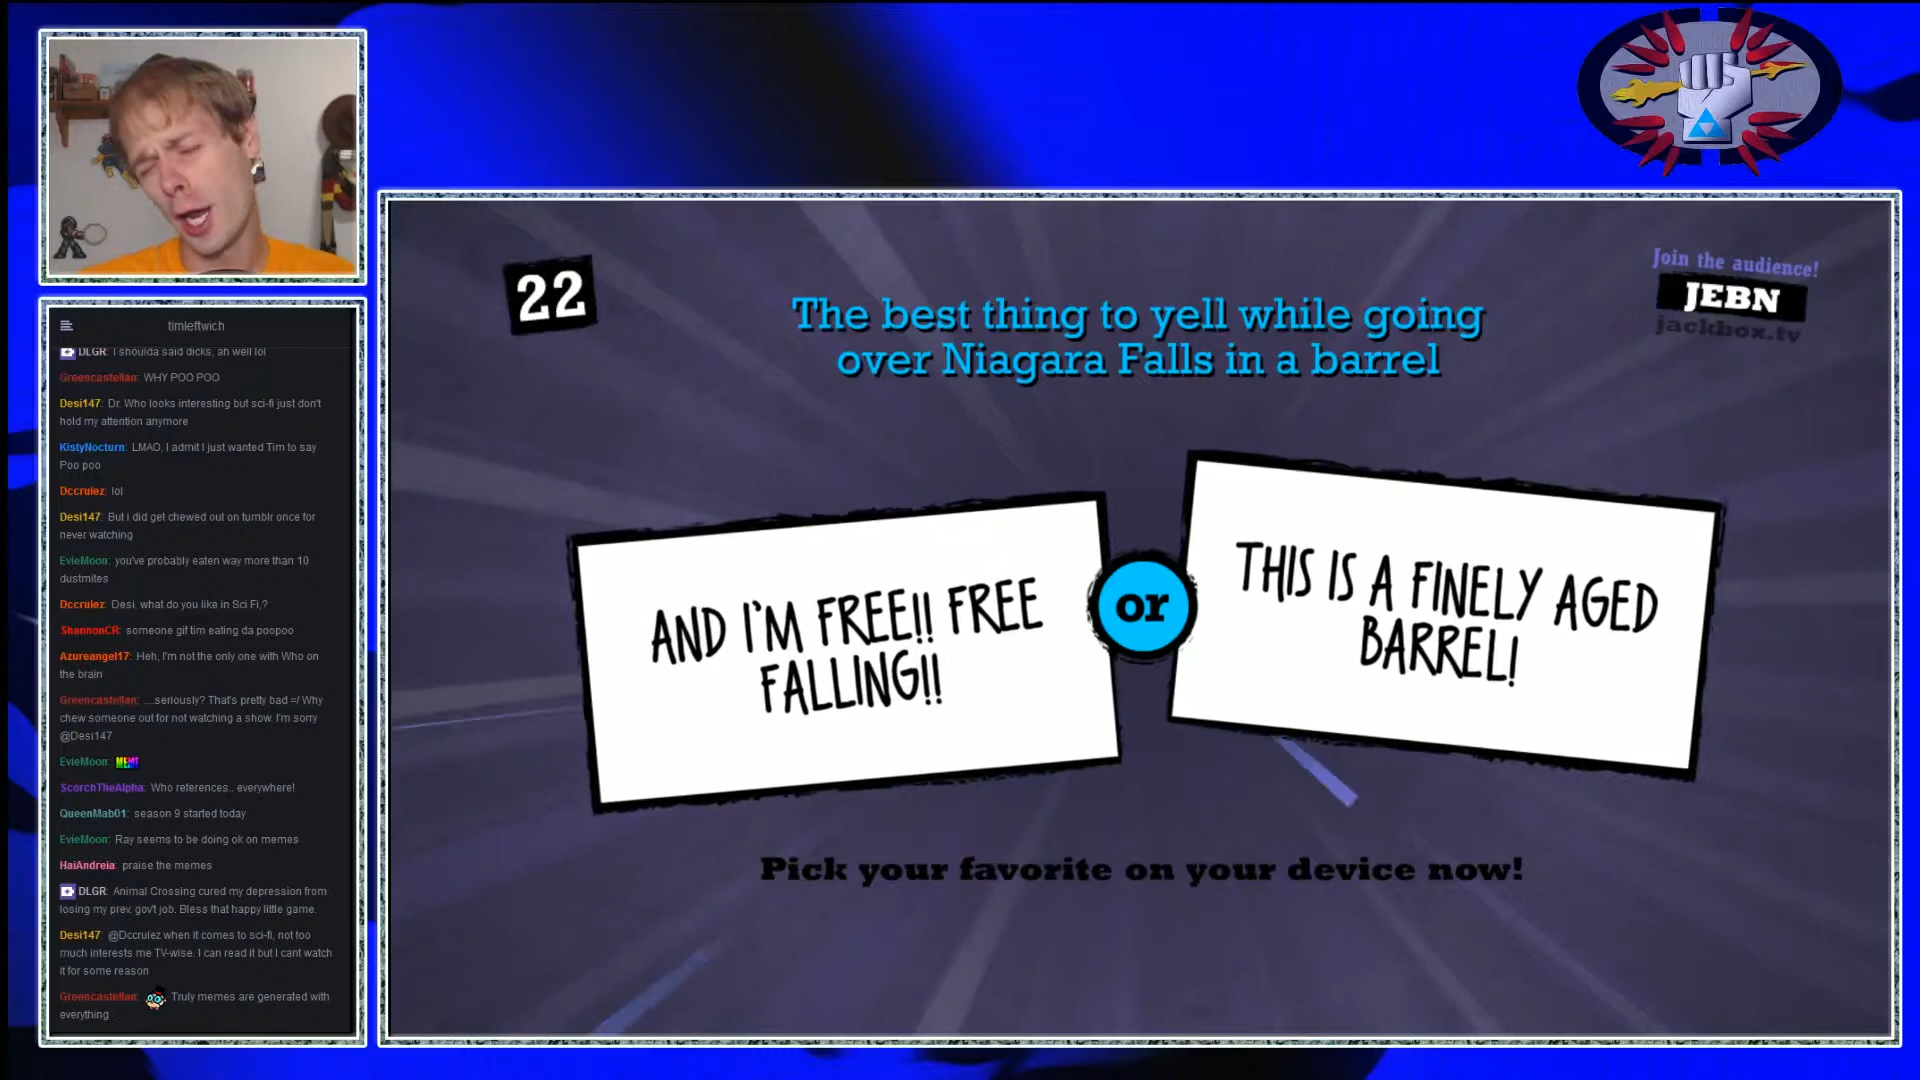 timleftwich
DLGR: I shoulda said dicks, ah well lol
Greencastellan: WHY POO POO
Desi147: Dr. Who looks interesting but sci-fi just don't
hold my attention anymore
KistyNocturn: LMAO, I admit I just wanted Tim to say
Poo poo
Dccrulez: lol
Desi147: But i did get chewed out on tumblr once for
never watching
EvieMoon: you've probably eaten way more than 10
dustmites
Dccrulez: Desi, what do you like in Sci Fi,?
ShannonCR: someone gif tim eating da poopoo
Azureangel17: Heh, I'm not the only one with Who on
the brain
Greencastellan: ....seriously? That's pretty bad =/ Why
chew someone out for not watching a show. I'm sorry
@Desi147
EvieMoon: MEME
ScorchTheAlpha: Who references.. everywhere!
QueenMab01: season 9 started today
EvieMoon: Ray seems to be doing ok on memes
HaiAndreia: praise the memes
DLGR: Animal Crossing cured my depression from
losing my prev. gov't job. Bless that happy little game.
Desi147: @Dccrulez when it comes to sci-fi, not too
much interests me TV-wise. I can read it but I cant watch
it for some reason
Greencastellan: Truly memes are generated with
everything
22
The best thing to yell while going
over Niagara Falls in a barrel
Join the audience!
JEBN
jackbox.tv
AND I'M FREE!! FREE
FALLING!!
or
THIS IS A FINELY AGED
BARREL!
Pick your favorite on your device now!